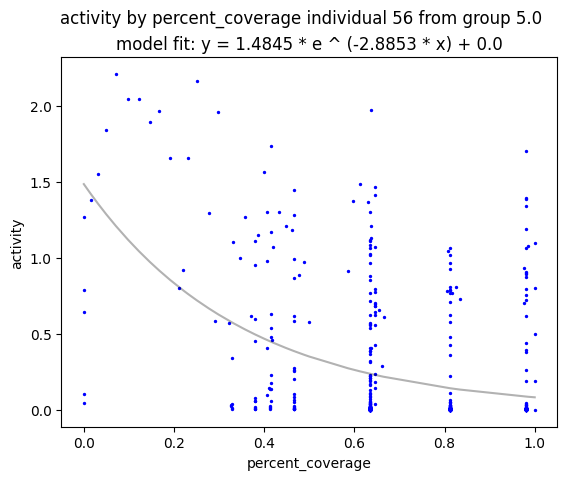 activity by percent_coverage individual 56 from group 5.0
model fit: y = 1.4845 * e ^ (-2.8853 * x) + 0.0
2.0
1.5
1.0
0.5
0.0
activity
0.0 0.2 0.4 0.6 0.8 1.0
percent_coverage